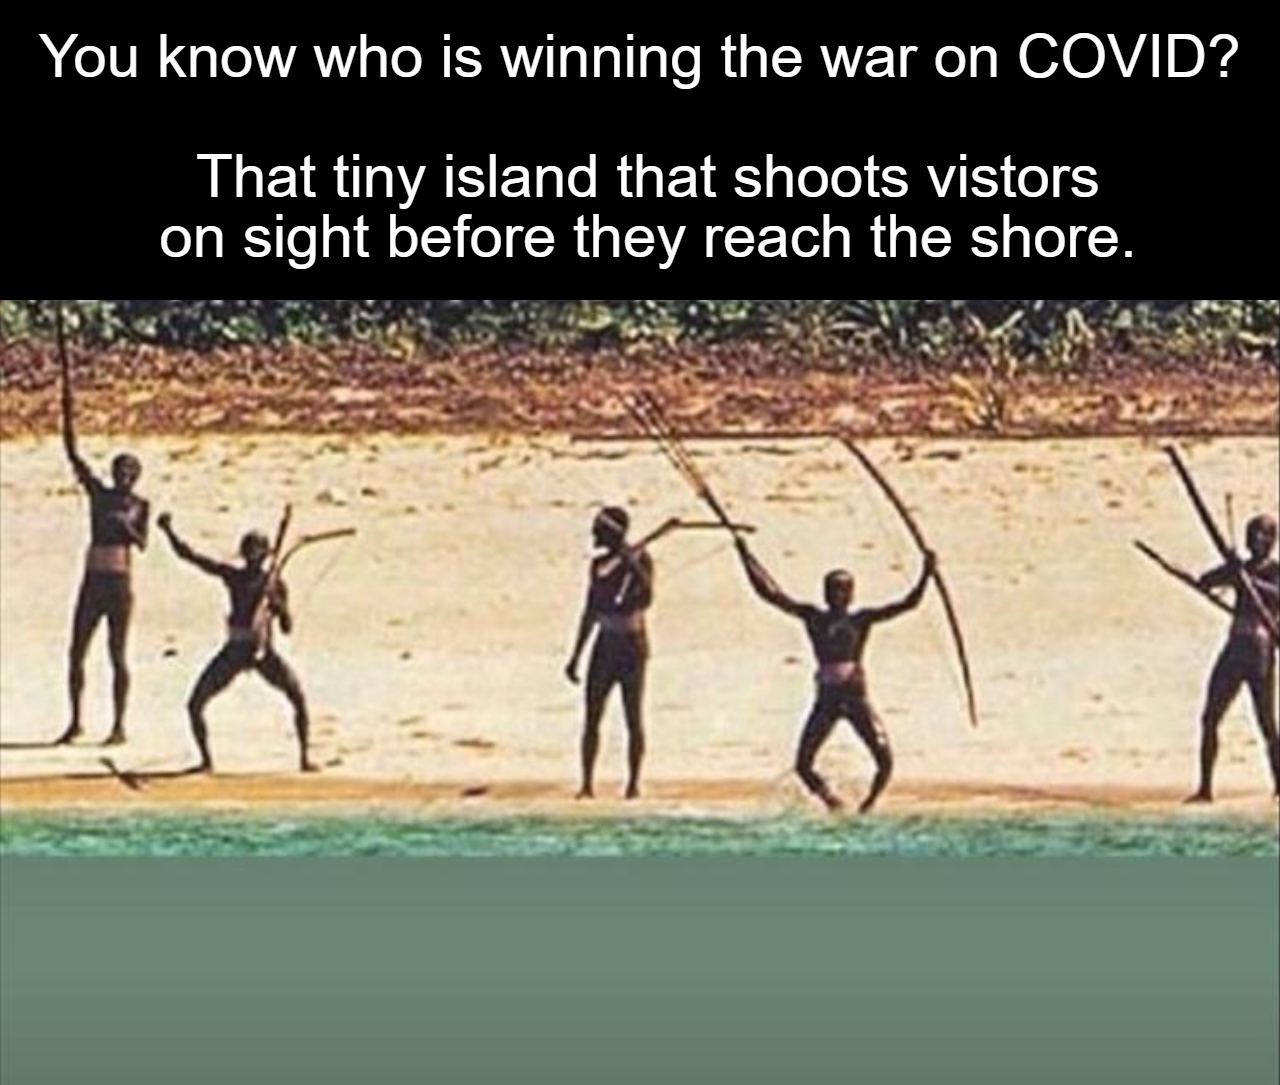 You know who is winning the war on COVID?
That tiny island that shoots vistors
on sight before they reach the shore.